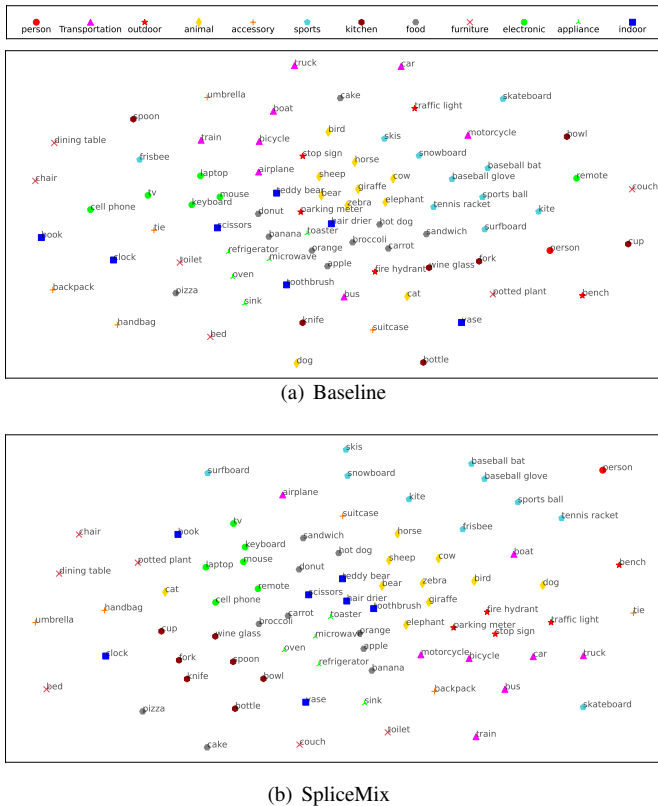 person Transportation outdoor animal accessory sports kitchen food furniture electronic appliance indoor
truck car
umbrella cake skateboard
boat traffic light
spoon
bird
dining table train bicycle skis motorcycle bowl
frisbee stop sign horse snowboard
laptop airplane sheep cow baseball glove baseball bat
chair remote
tv mouse teddy bear bear giraffe couch
cell phone keyboard zebra elephant tennis racket sports ball
donut parking meter kite
book tie scissors hair drier hot dog surfboard
banana toaster sandwich
refrigerator orange broccoli carrot person cup
clock toilet microwave apple wine glass fork
oven fire hydrant
backpack pizza toothbrush potted plant bench
sink bus cat
handbag knife suitcase vase
bed
dog bottle
(a) Baseline
skis
surfboard snowboard baseball bat person
baseball glove
airplane kite sports ball
suitcase tennis racket
tv frisbee
chair book sandwich horse
keyboard hot dog boat
potted plant laptop mouse donut sheep cow bench
dining table teddy bear
cat remote bear zebra bird dog
cell phone scissors hair drier giraffe
handbag toothbrush fire hydrant tie
umbrella carrot toaster
cup broccoli elephant parking meter traffic light
wine glass microwave orange stop sign
clock fork oven apple motorcycle bicycle car truck
spoon refrigerator
bed knife bowl banana backpack bus
pizza bottle vase sink skateboard
toilet
cake couch train
(b) SpliceMix